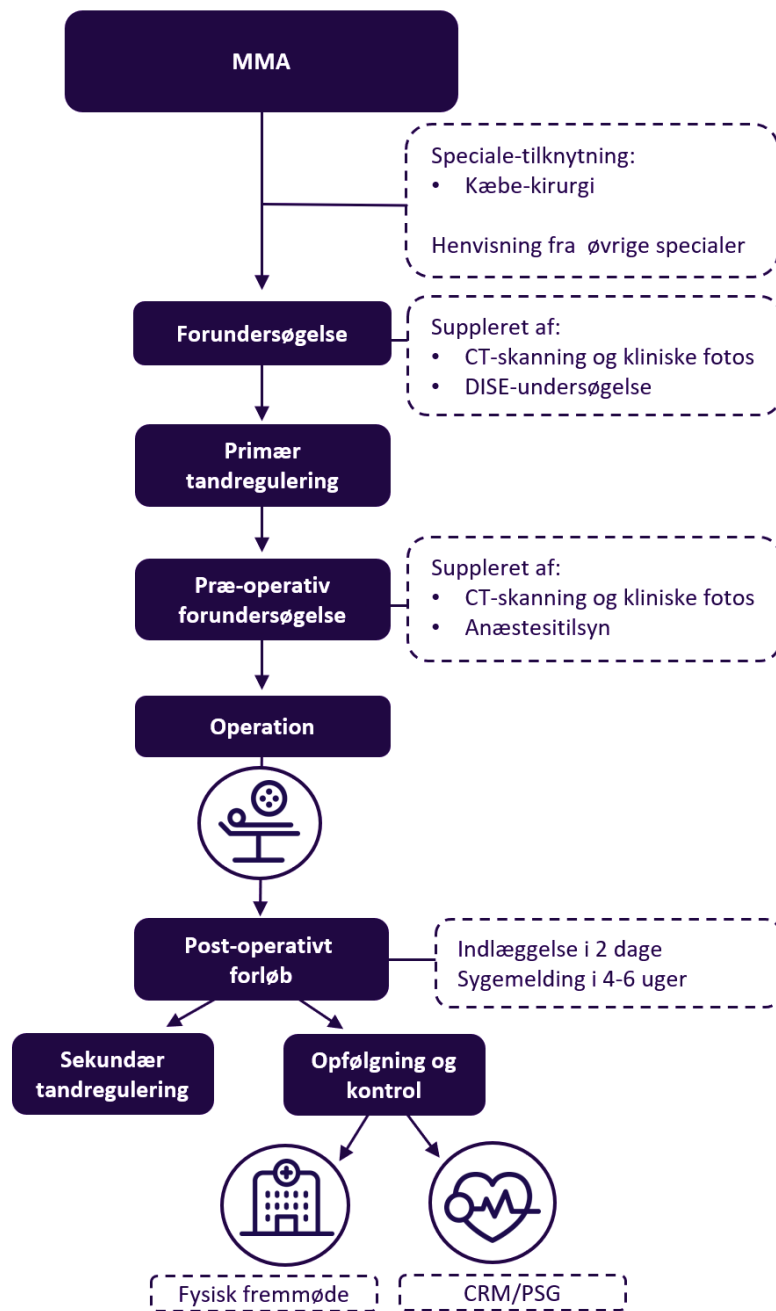 MMA
Speciale-tilknytning:
• Kæbe-kirurgi
Henvisning fra øvrige specialer
Forundersøgelse
Suppleret af:
• CT-skanning og kliniske fotos
• DISE-undersøgelse
Primær
tandregulering
Præ-operativ
forundersøgelse
Suppleret af:
• CT-skanning og kliniske fotos
• Anæstesitilsyn
Operation
Post-operativt
forløb
Indlæggelse i 2 dage
Sygemelding i 4-6 uger
Sekundær
tandregulering
Opfølgning og
kontrol
Fysisk fremmøde
CRM/PSG